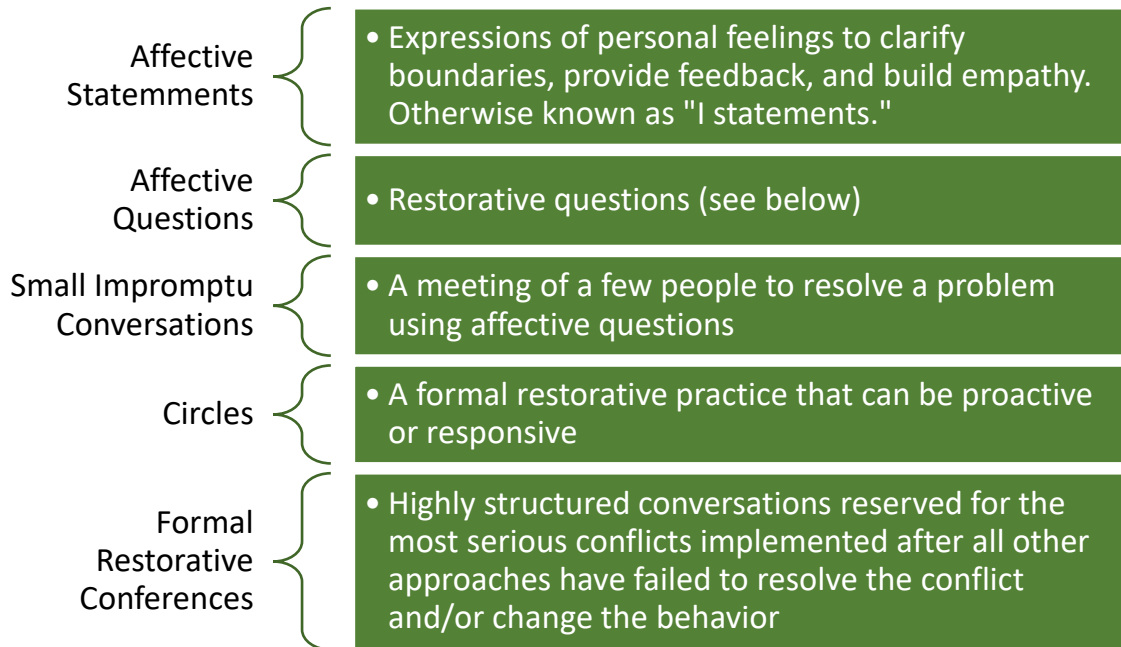 Affective
Statemments
• Expressions of personal feelings to clarify
boundaries, provide feedback, and build empathy.
Otherwise known as "I statements."
Affective
Questions
• Restorative questions (see below)
Small Impromptu
Conversations
• A meeting of a few people to resolve a problem
using affective questions
Circles
• A formal restorative practice that can be proactive
or responsive
Formal
Restorative
Conferences
• Highly structured conversations reserved for the
most serious conflicts implemented after all other
approaches have failed to resolve the conflict
and/or change the behavior